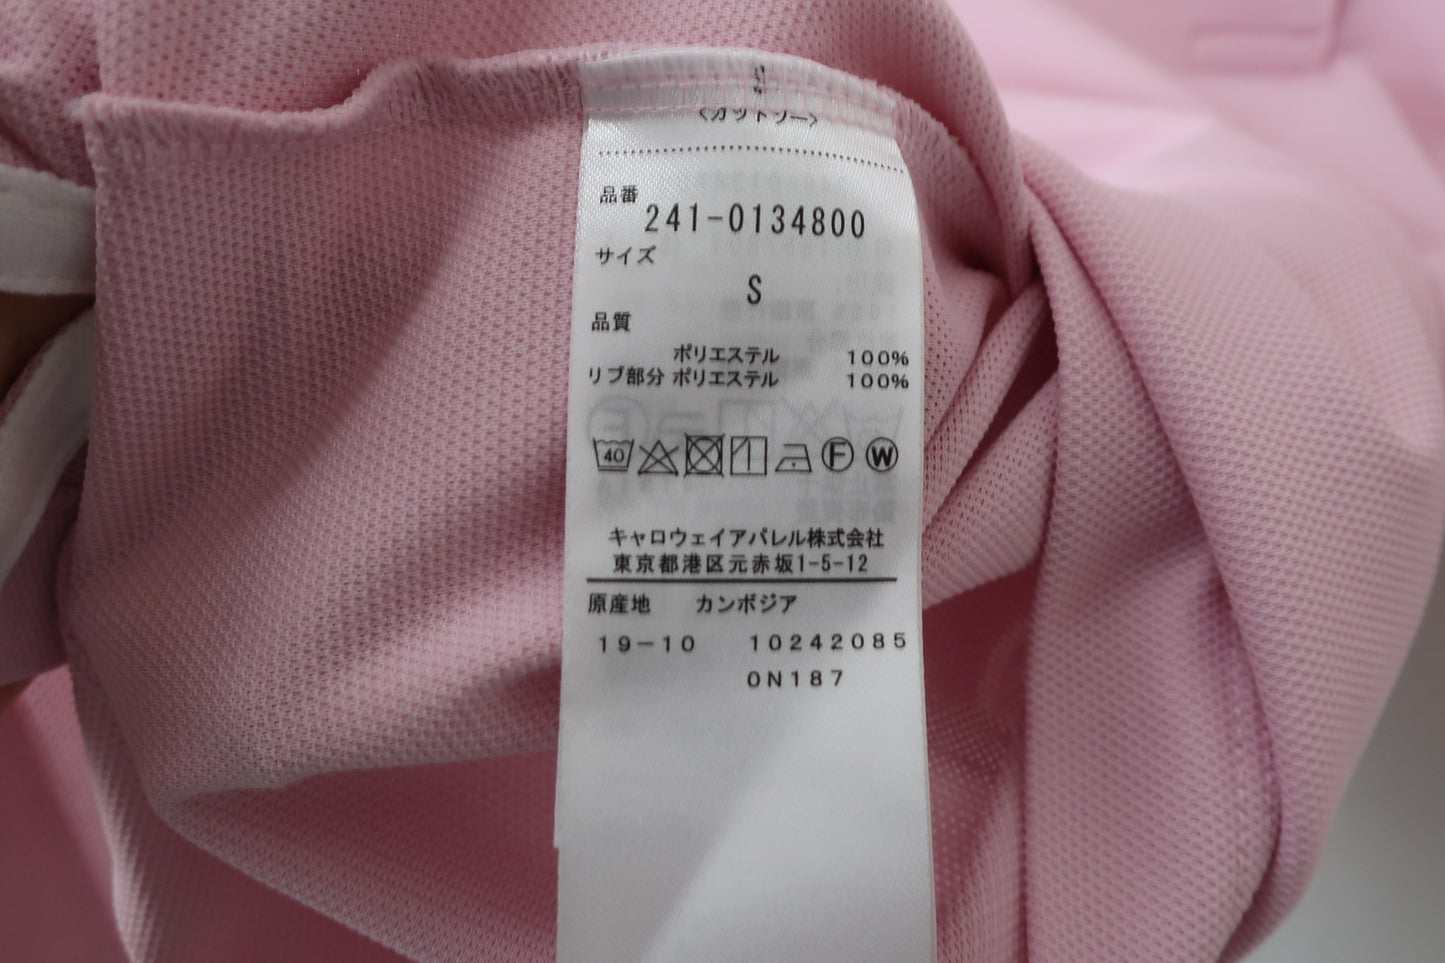 〈カットソー〉
品番
241-0134800
サイズ
S
品質
ポリエステル 100%
リブ部分 ポリエステル 100%
40 F W
キャロウェイアパレル株式会社
東京都港区元赤坂1-5-12
原産地 カンボジア
19-10 10242085
0N187